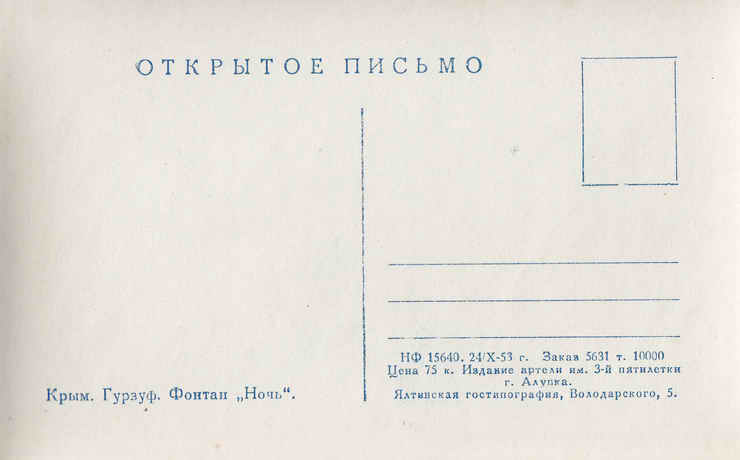 ОТКРЫТОЕ ПИСЬМО
Крым. Гурзуф. Фонтан „Ночь“.
НФ 15640. 24/X-53 г. Заказ 5631 т. 10000
Цена 75 к. Издание артели им. 3-й пятилетки
г. Алупка.
Ялтинская гостипография, Володарского, 5.